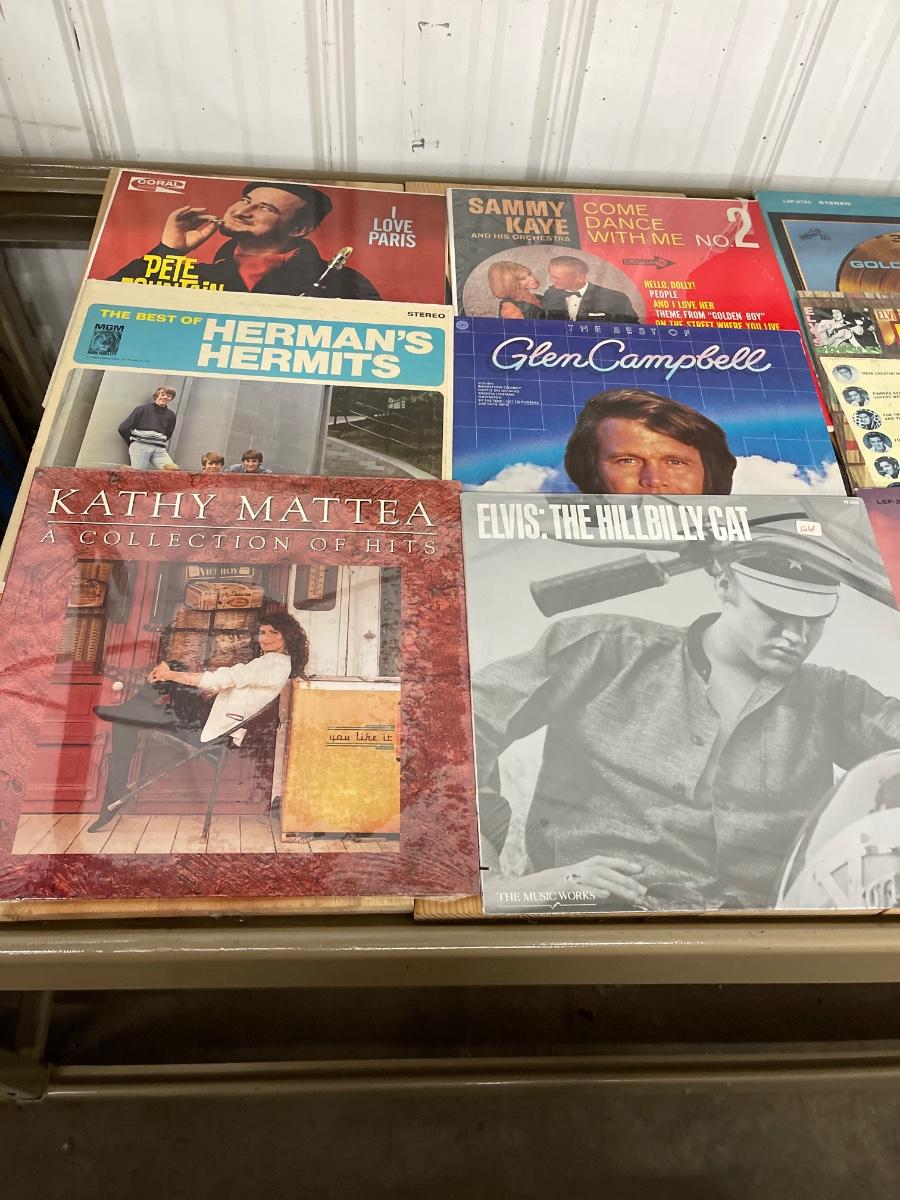 CORAL
I
LOVE
PARIS
PETE
FOUNTAIN
SAMMY
KAYE
AND HIS ORCHESTRA
COME
DANCE
WITH ME NO.2
DECCA
HELLO, DOLLY!
PEOPLE
AND I LOVE HER
THEME FROM "GOLDEN BOY"
ON THE STREET WHERE YOU LIVE
STEREO
GOLD
THE BEST OF
HERMAN'S
HERMITS
STEREO
MGM
THE BEST OF
Glen Campbell
KATHY MATTEA
A COLLECTION OF HITS
VICEROY
you like it
ELVIS: THE HILLBILLY CAT
THE MUSIC WORKS